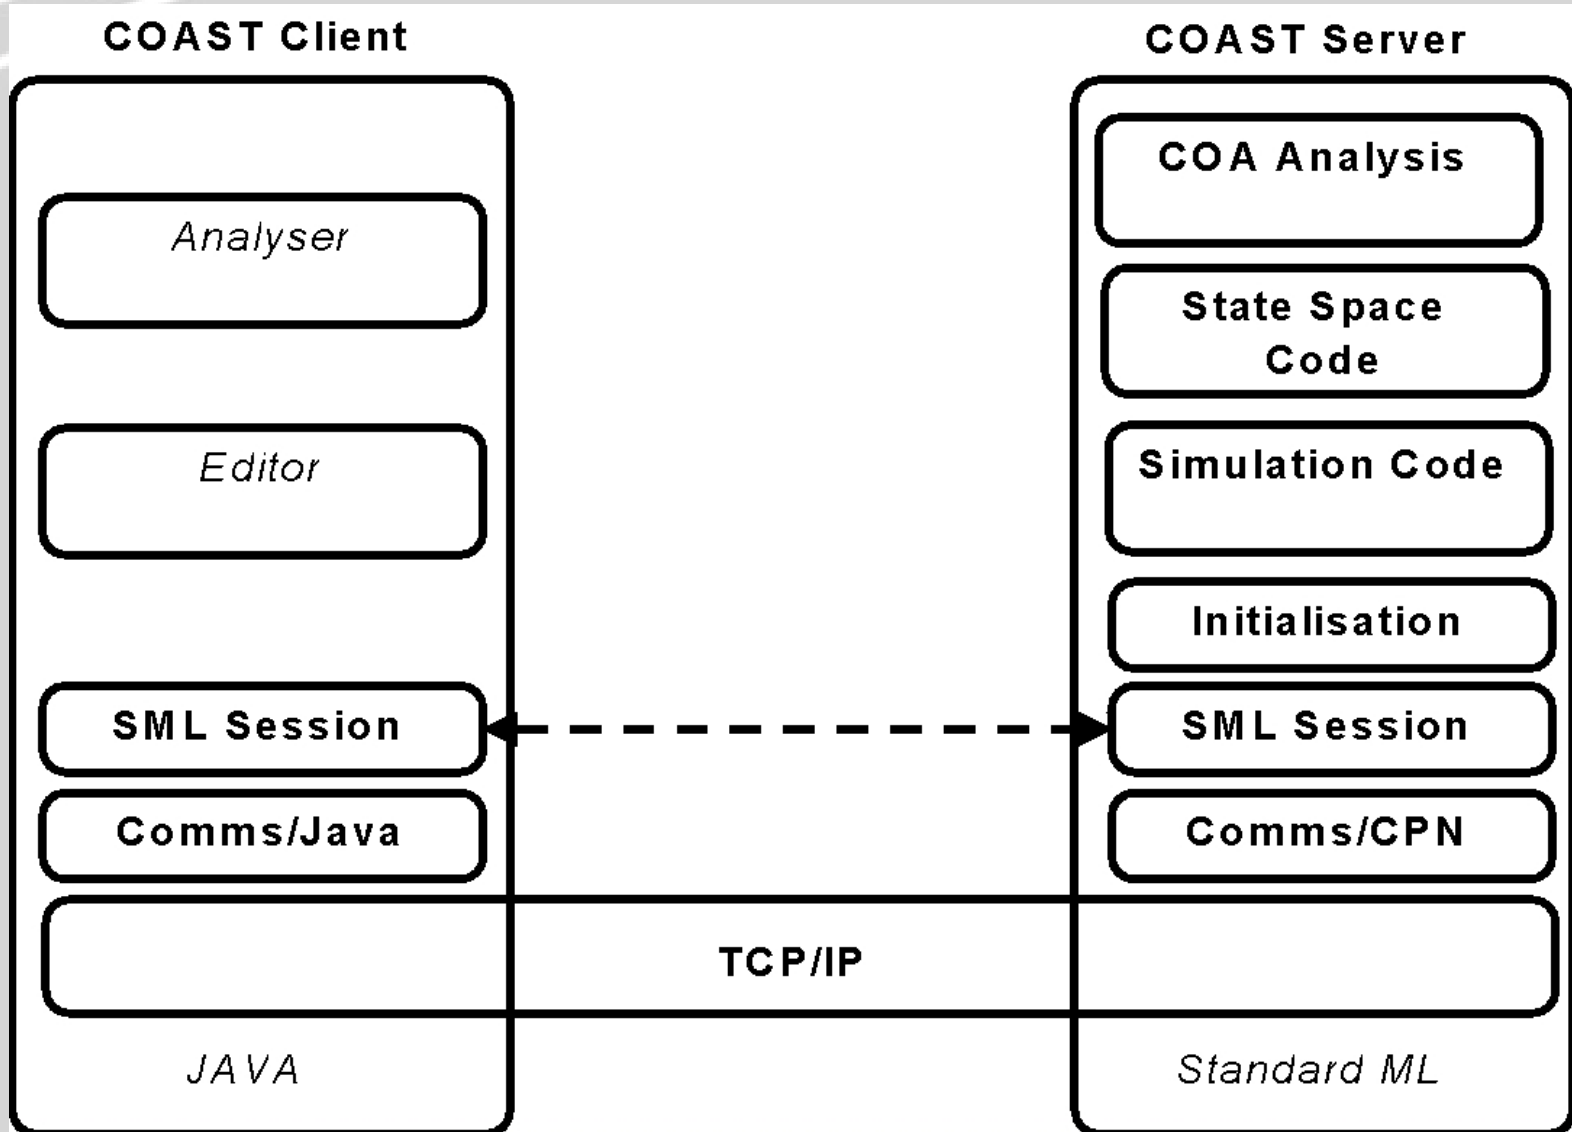 COAST Client
Analyser
Editor
SML Session
Comms/Java
COAST Server
COA Analysis
State Space
Code
Simulation Code
Initialisation
SML Session
Comms/CPN
TCP/IP
JAVA
Standard ML